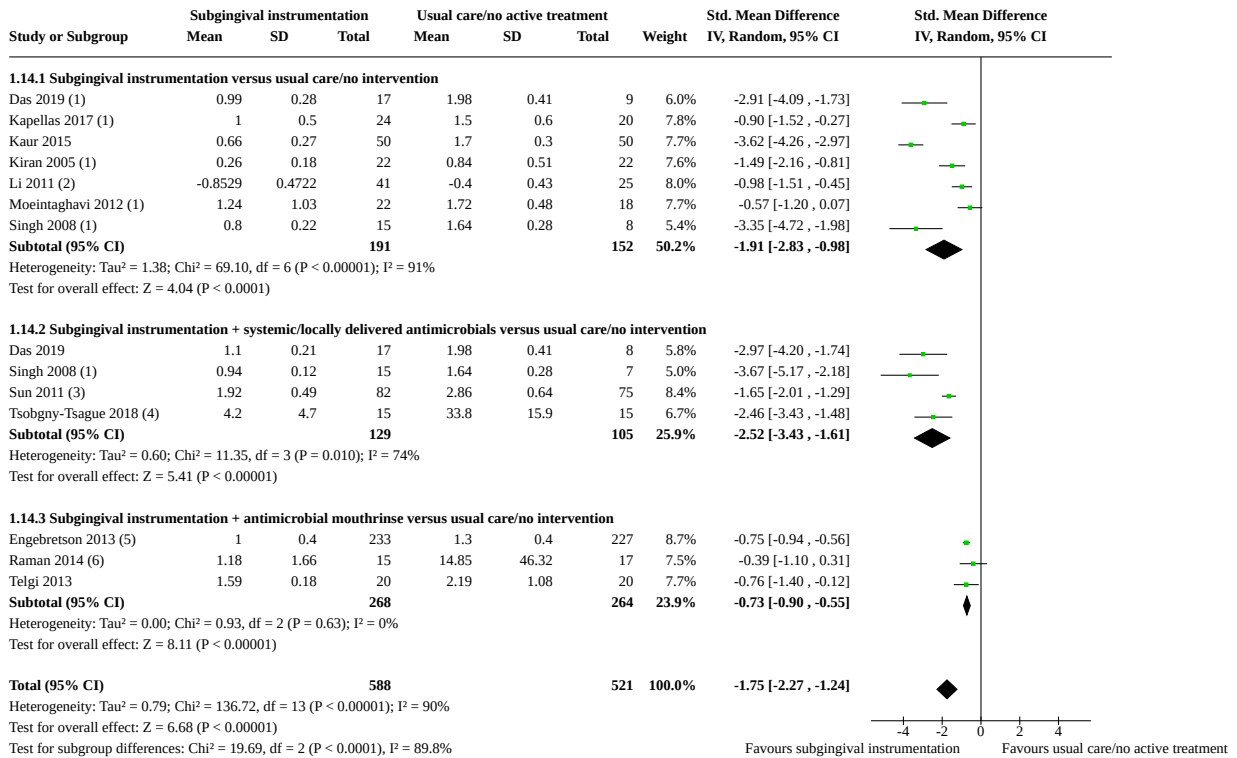 Subgingival instrumentation Usual care/no active treatment Std. Mean Difference Std. Mean Difference
Study or Subgroup Mean SD Total Mean SD Total Weight IV, Random, 95% CI IV, Random, 95% CI
1.14.1 Subgingival instrumentation versus usual care/no intervention
Das 2019 (1) 0.99 0.28 17 1.98 0.41 9 6.0% -2.91 [-4.09 , -1.73]
Kapellas 2017 (1) 1 0.5 24 1.5 0.6 20 7.8% -0.90 [-1.52 , -0.27]
Kaur 2015 0.66 0.27 50 1.7 0.3 50 7.7% -3.62 [-4.26 , -2.97]
Kiran 2005 (1) 0.26 0.18 22 0.84 0.51 22 7.6% -1.49 [-2.16 , -0.81]
Li 2011 (2) -0.8529 0.4722 41 -0.4 0.43 25 8.0% -0.98 [-1.51 , -0.45]
Moeintaghavi 2012 (1) 1.24 1.03 22 1.72 0.48 18 7.7% -0.57 [-1.20 , 0.07]
Singh 2008 (1) 0.8 0.22 15 1.64 0.28 8 5.4% -3.35 [-4.72 , -1.98]
Subtotal (95% CI) 191 152 50.2% -1.91 [-2.83 , -0.98]
Heterogeneity: Tau² = 1.38; Chi² = 69.10, df = 6 (P < 0.00001); I² = 91%
Test for overall effect: Z = 4.04 (P < 0.0001)
1.14.2 Subgingival instrumentation + systemic/locally delivered antimicrobials versus usual care/no intervention
Das 2019 1.1 0.21 17 1.98 0.41 8 5.8% -2.97 [-4.20 , -1.74]
Singh 2008 (1) 0.94 0.12 15 1.64 0.28 7 5.0% -3.67 [-5.17 , -2.18]
Sun 2011 (3) 1.92 0.49 82 2.86 0.64 75 8.4% -1.65 [-2.01 , -1.29]
Tsobgny-Tsague 2018 (4) 4.2 4.7 15 33.8 15.9 15 6.7% -2.46 [-3.43 , -1.48]
Subtotal (95% CI) 129 105 25.9% -2.52 [-3.43 , -1.61]
Heterogeneity: Tau² = 0.60; Chi² = 11.35, df = 3 (P = 0.010); I² = 74%
Test for overall effect: Z = 5.41 (P < 0.00001)
1.14.3 Subgingival instrumentation + antimicrobial mouthrinse versus usual care/no intervention
Engebretson 2013 (5) 1 0.4 233 1.3 0.4 227 8.7% -0.75 [-0.94 , -0.56]
Raman 2014 (6) 1.18 1.66 15 14.85 46.32 17 7.5% -0.39 [-1.10 , 0.31]
Telgi 2013 1.59 0.18 20 2.19 1.08 20 7.7% -0.76 [-1.40 , -0.12]
Subtotal (95% CI) 268 264 23.9% -0.73 [-0.90 , -0.55]
Heterogeneity: Tau² = 0.00; Chi² = 0.93, df = 2 (P = 0.63); I² = 0%
Test for overall effect: Z = 8.11 (P < 0.00001)
Total (95% CI) 588 521 100.0% -1.75 [-2.27 , -1.24]
Heterogeneity: Tau² = 0.79; Chi² = 136.72, df = 13 (P < 0.00001); I² = 90%
Test for overall effect: Z = 6.68 (P < 0.00001)
-4 -2 0 2 4
Test for subgroup differences: Chi² = 19.69, df = 2 (P < 0.0001), I² = 89.8% Favours subgingival instrumentation Favours usual care/no active treatment